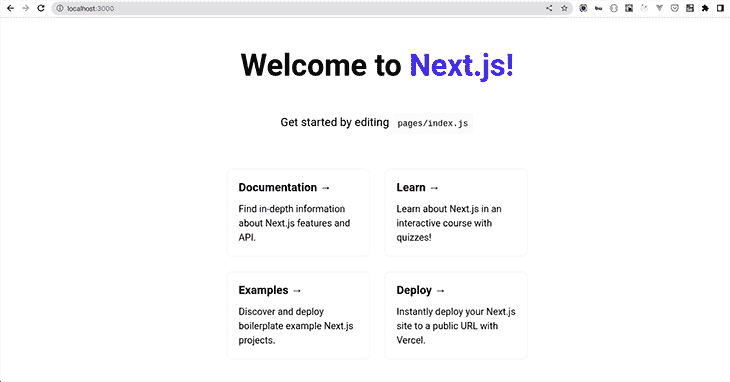 localhost:3000
Welcome to Next.js!
Get started by editing pages/index.js
Documentation →
Find in-depth information
about Next.js features and
API.
Learn →
Learn about Next.js in an
interactive course with
quizzes!
Examples →
Discover and deploy
boilerplate example Next.js
projects.
Deploy →
Instantly deploy your Next.js
site to a public URL with
Vercel.